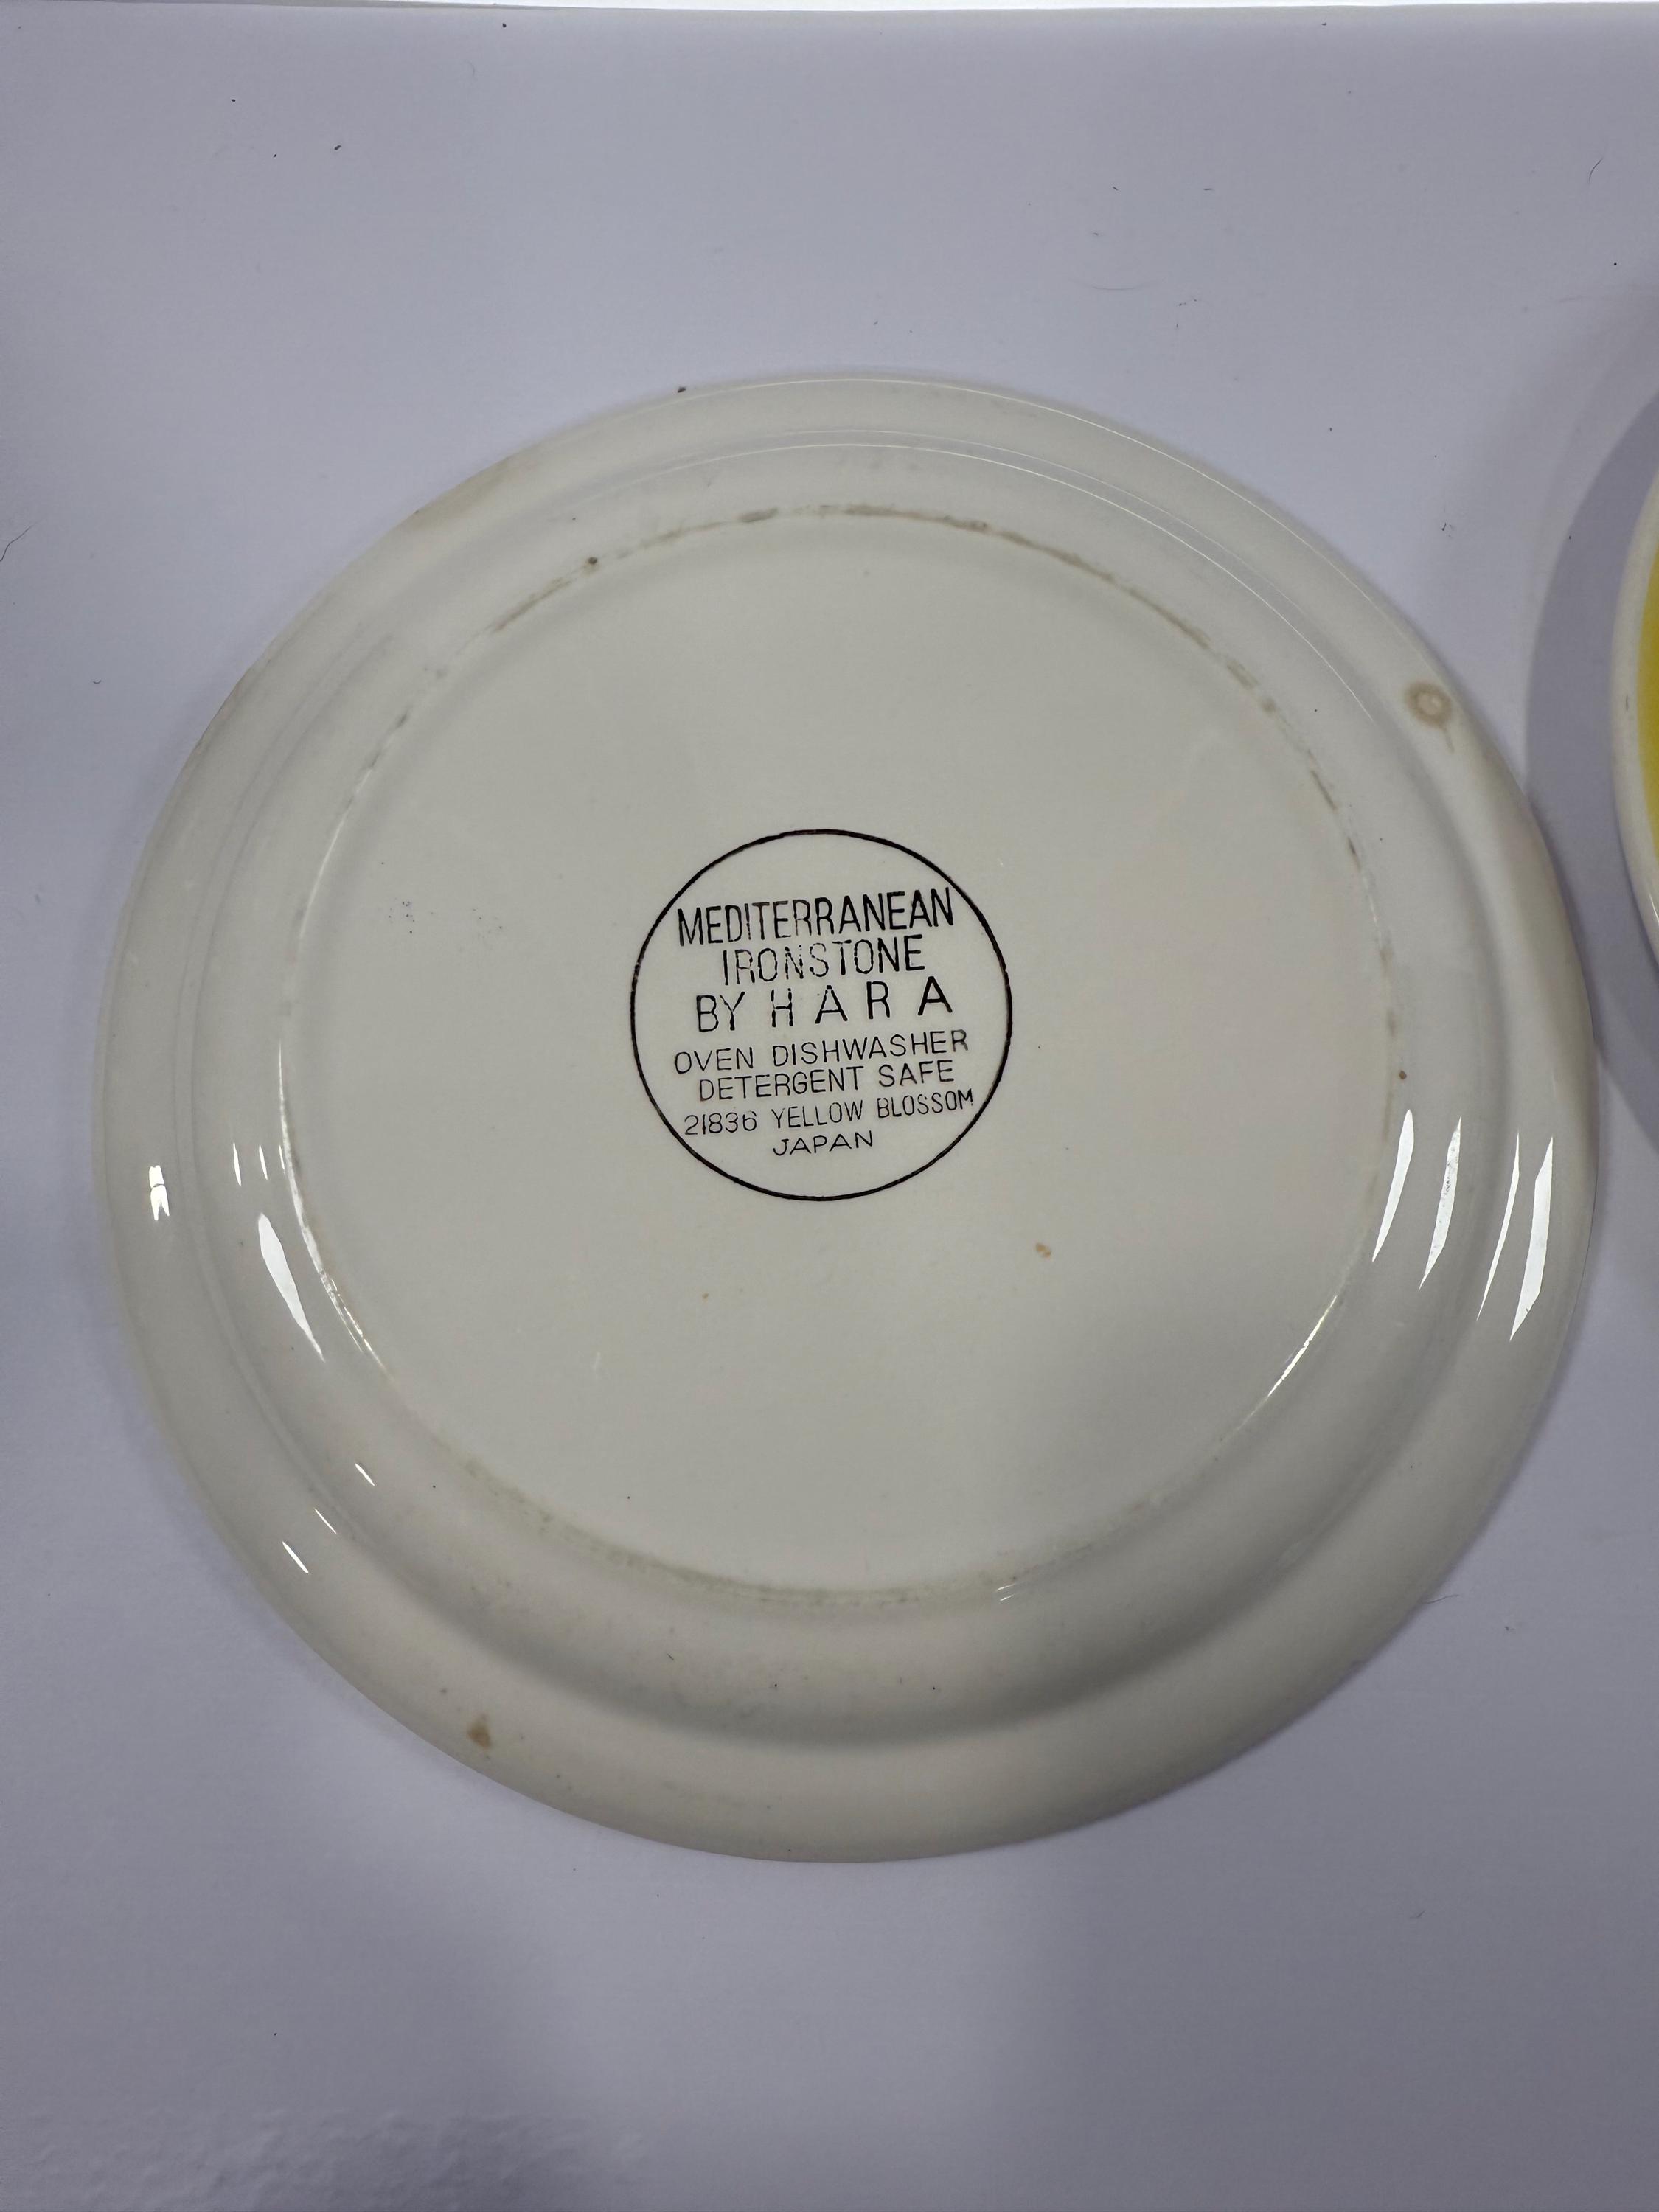 MEDITERRANEAN
IRONSTONE
BY HARA
OVEN DISHWASHER
DETERGENT SAFE
21836 YELLOW BLOSSOM
JAPAN